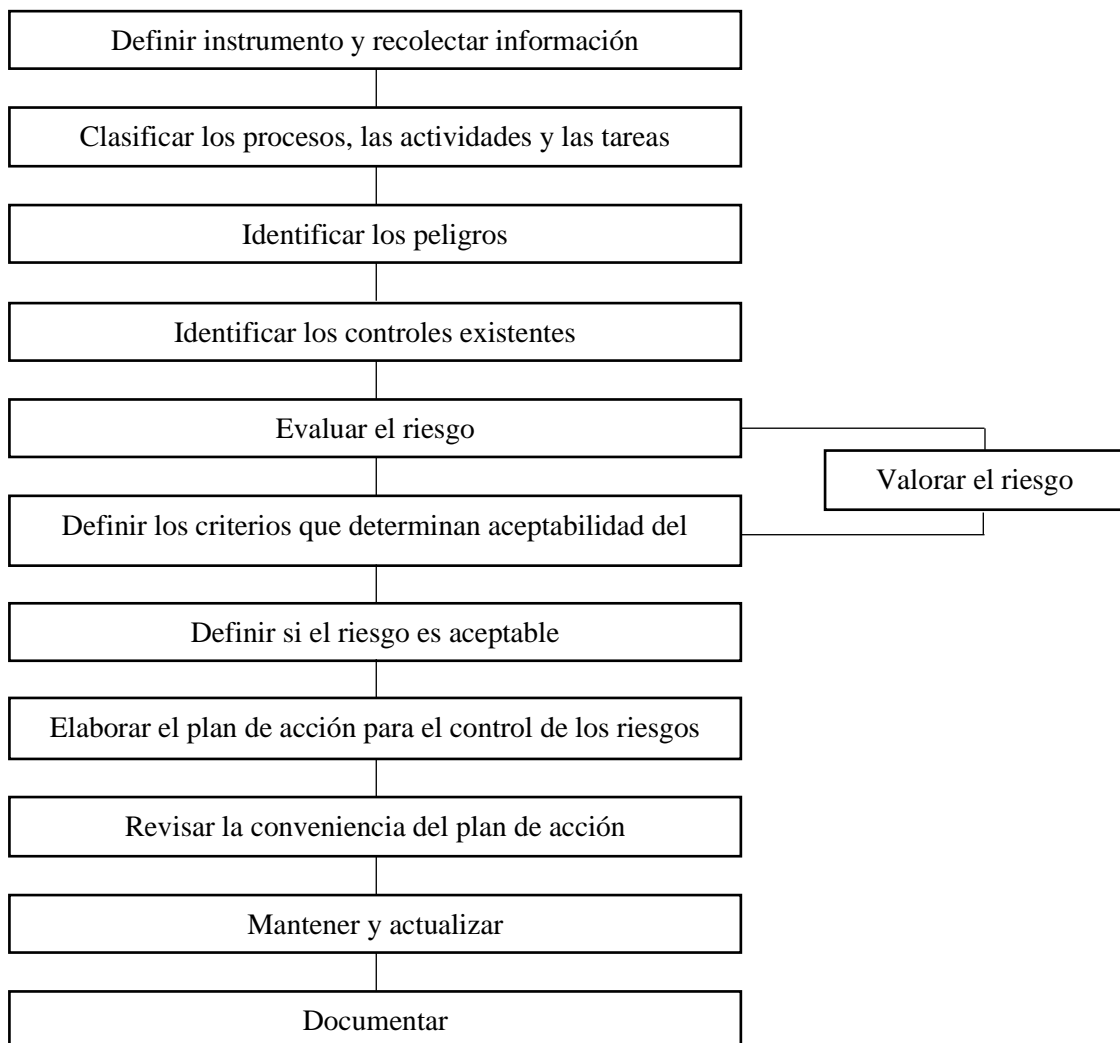 Definir instrumento y recolectar información
Clasificar los procesos, las actividades y las tareas
Identificar los peligros
Identificar los controles existentes
Evaluar el riesgo
Valorar el riesgo
Definir los criterios que determinan aceptabilidad del
Definir si el riesgo es aceptable
Elaborar el plan de acción para el control de los riesgos
Revisar la conveniencia del plan de acción
Mantener y actualizar
Documentar